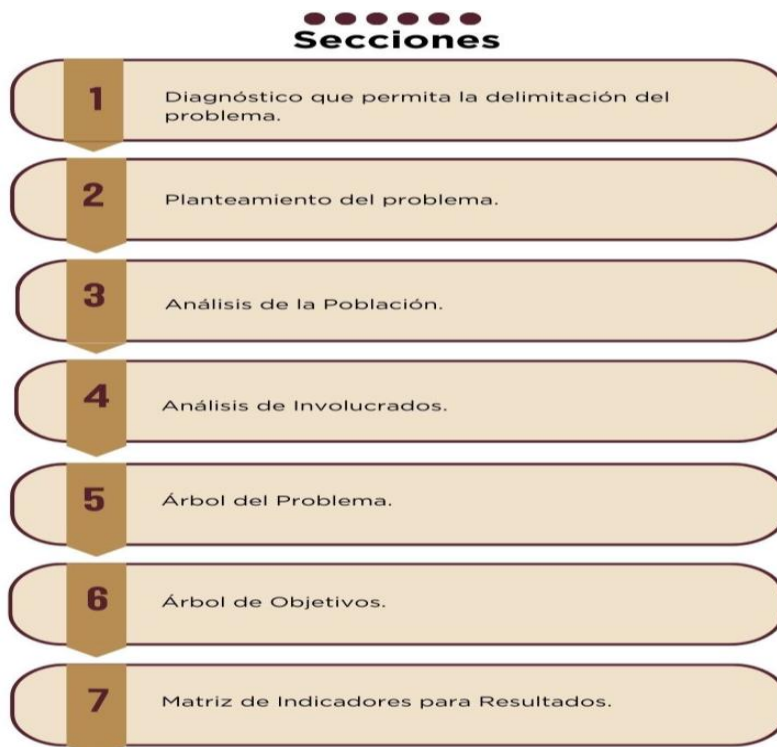 Secciones
1
Diagnóstico que permita la delimitación del
problema.
2
Planteamiento del problema.
3
Análisis de la Población.
4
Análisis de Involucrados.
5
Árbol del Problema.
6
Árbol de Objetivos.
7
Matriz de Indicadores para Resultados.